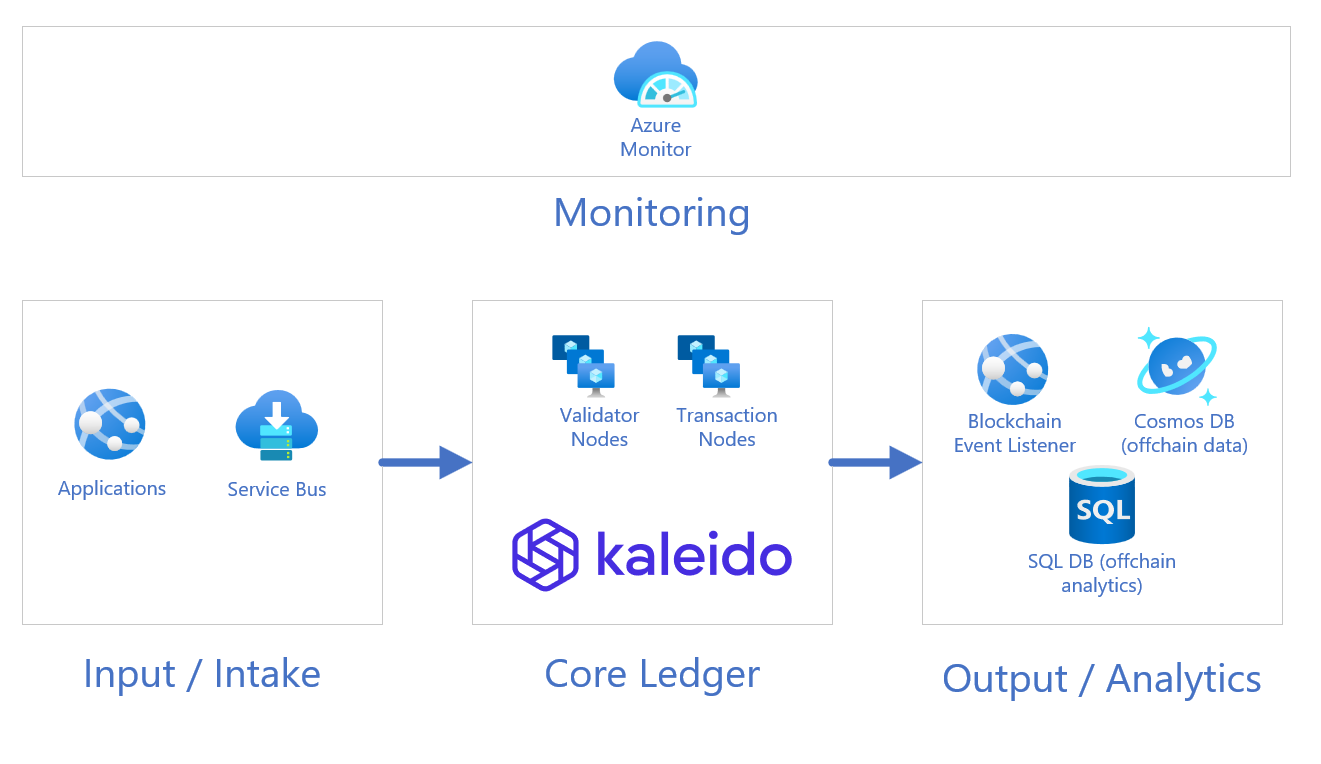 Azure
Monitor
Monitoring
Applications
Service Bus
Input / Intake
Validator
Nodes
Transaction
Nodes
kaleido
Core Ledger
Blockchain
Event Listener
Cosmos DB
(offchain data)
SQL
SQL DB (offchain
analytics)
Output / Analytics